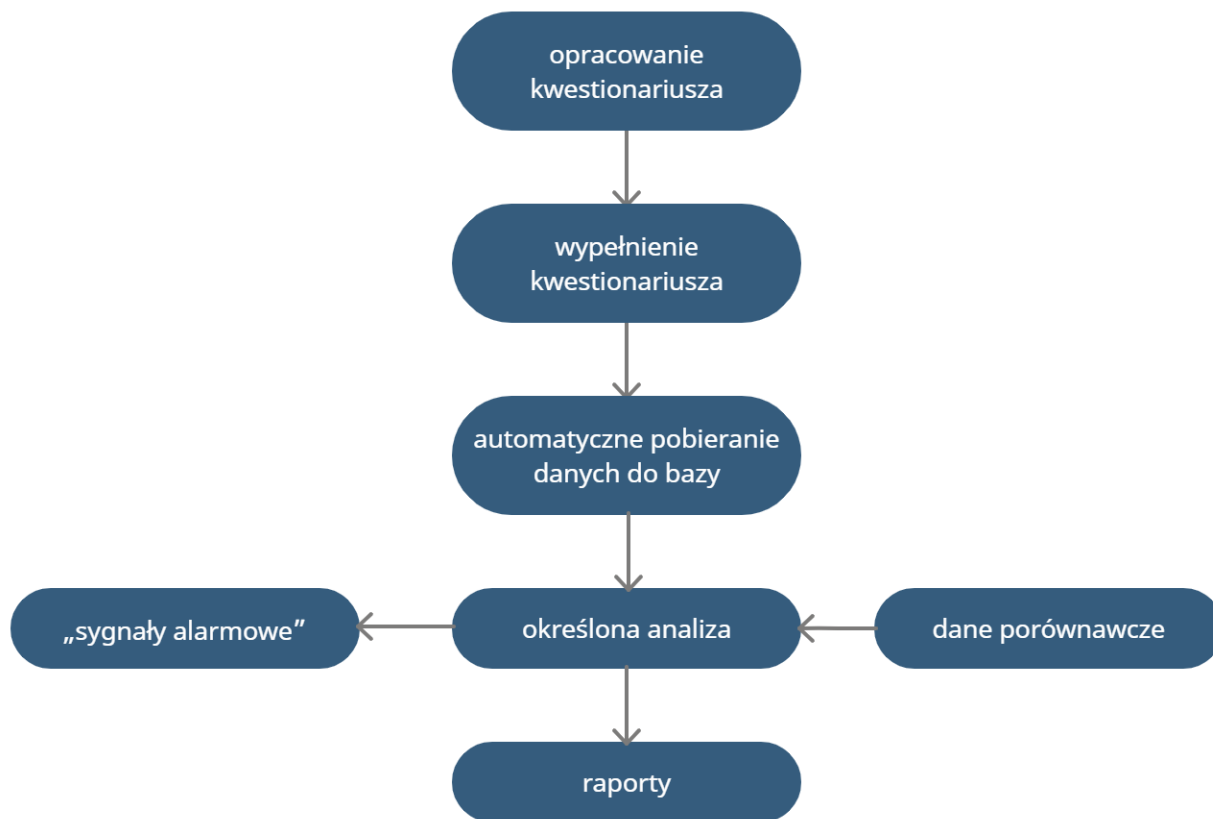 opracowanie
kwestionariusza
wypełnienie
kwestionariusza
automatyczne pobieranie
danych do bazy
„sygnały alarmowe”
określona analiza
dane porównawcze
raporty